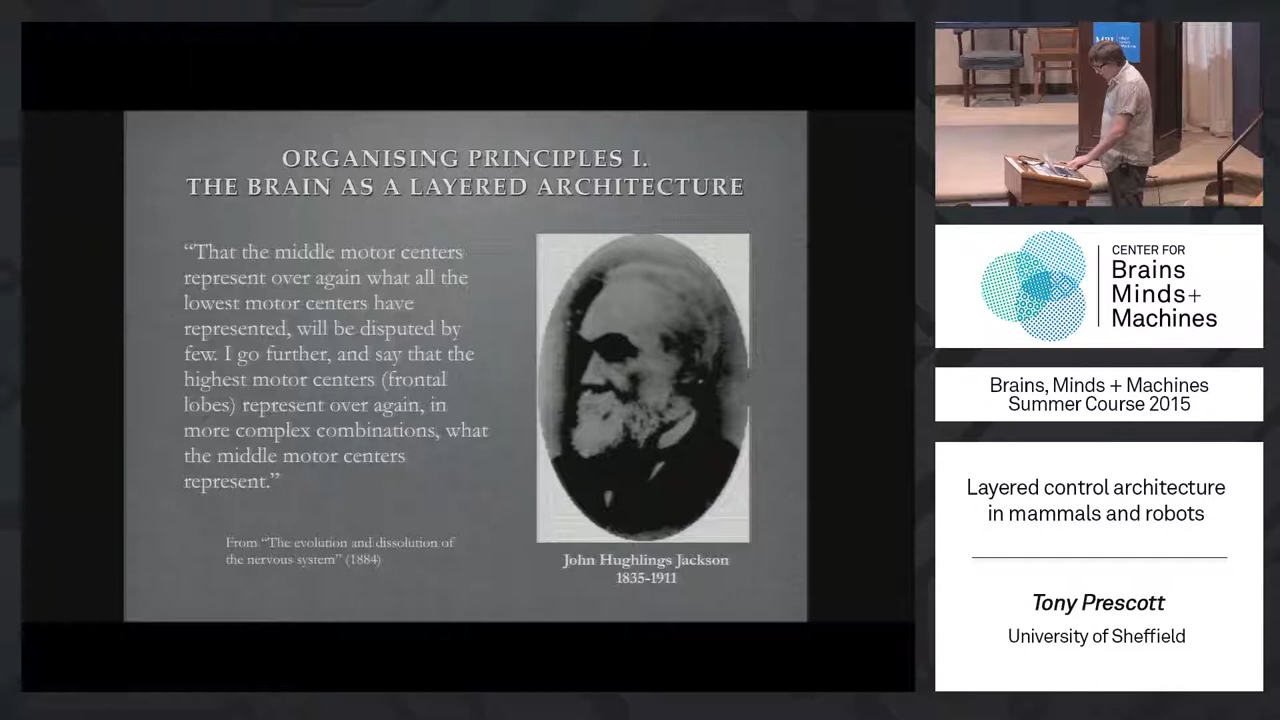 ORGANISING PRINCIPLES I.
THE BRAIN AS A LAYERED ARCHITECTURE
“That the middle motor centers
represent over again what all the
lowest motor centers have
represented, will be disputed by
few. I go further, and say that the
highest motor centers (frontal
lobes) represent over again, in
more complex combinations, what
the middle motor centers
represent.”
From “The evolution and dissolution of
the nervous system” (1884)
John Hughlings Jackson
1835-1911
MBL
CENTER FOR
Brains
Minds+
Machines
Brains, Minds + Machines
Summer Course 2015
Layered control architecture
in mammals and robots
Tony Prescott
University of Sheffield